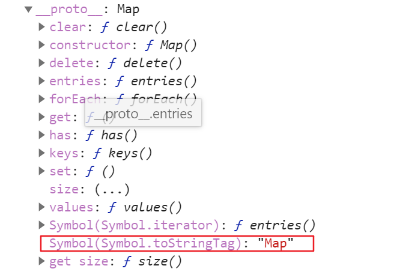 ▼__proto__: Map
▶clear: ƒ clear()
▶constructor: ƒ Map()
▶delete: ƒ delete()
▶entries: ƒ entries()
▶forEach: ƒ forEach()
▶get: ƒ ()
__proto__.entries
▶has: ƒ has()
▶keys: ƒ keys()
▶set: ƒ ()
size: (...)
▶values: ƒ values()
▶Symbol(Symbol.iterator): ƒ entries()
Symbol(Symbol.toStringTag): "Map"
▶get size: ƒ size()